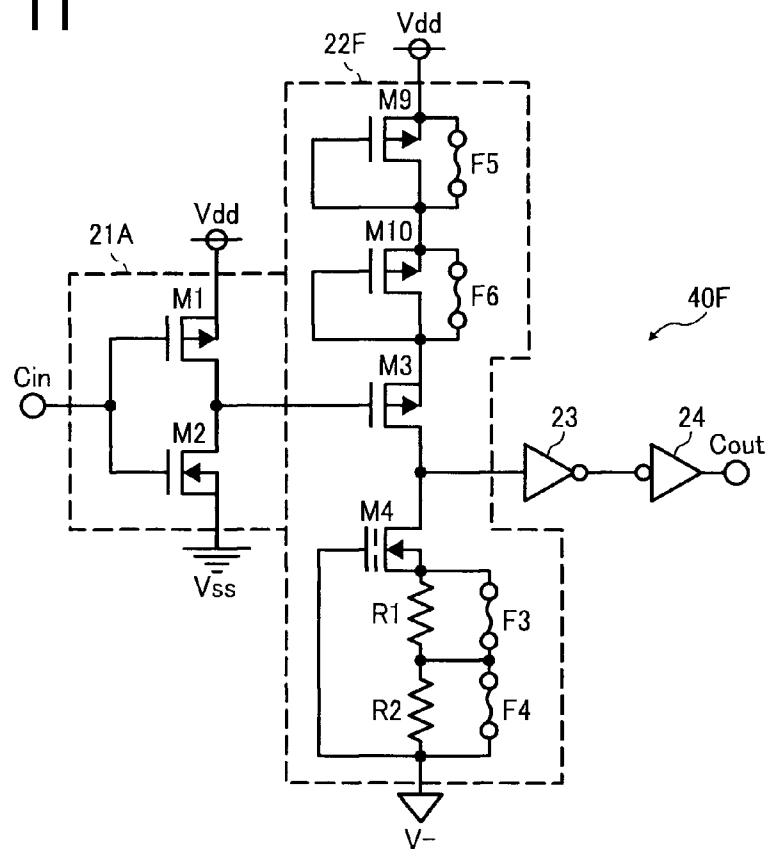 11
Vdd
22F
M9
F5
Vdd
21A
M10
F6
M1
40F
M3
Cin
M2
23
24
Cout
M4
Vss
R1
F3
R2
F4
V-